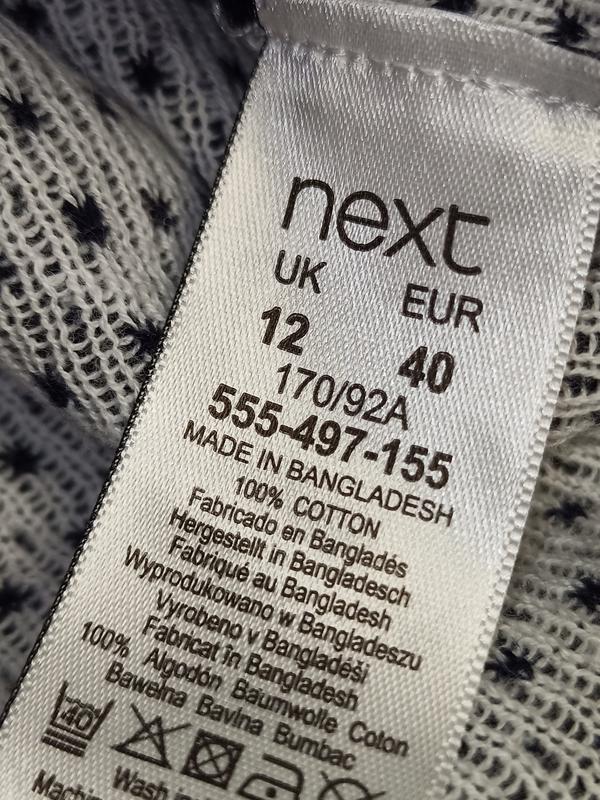 next
UK EUR
12 40
170/92A
555-497-155
MADE IN BANGLADESH
100% COTTON
Fabricado en Bangladés
Hergestellt in Bangladesch
Fabriqué au Bangladesh
Wyprodukowano w Bangladeszu
Vyrobeno v Bangladéši
Fabricat în Bangladesh
100% Algodón Baumwolle Coton
Bawełna Bavlna Bumbac
40
Wash